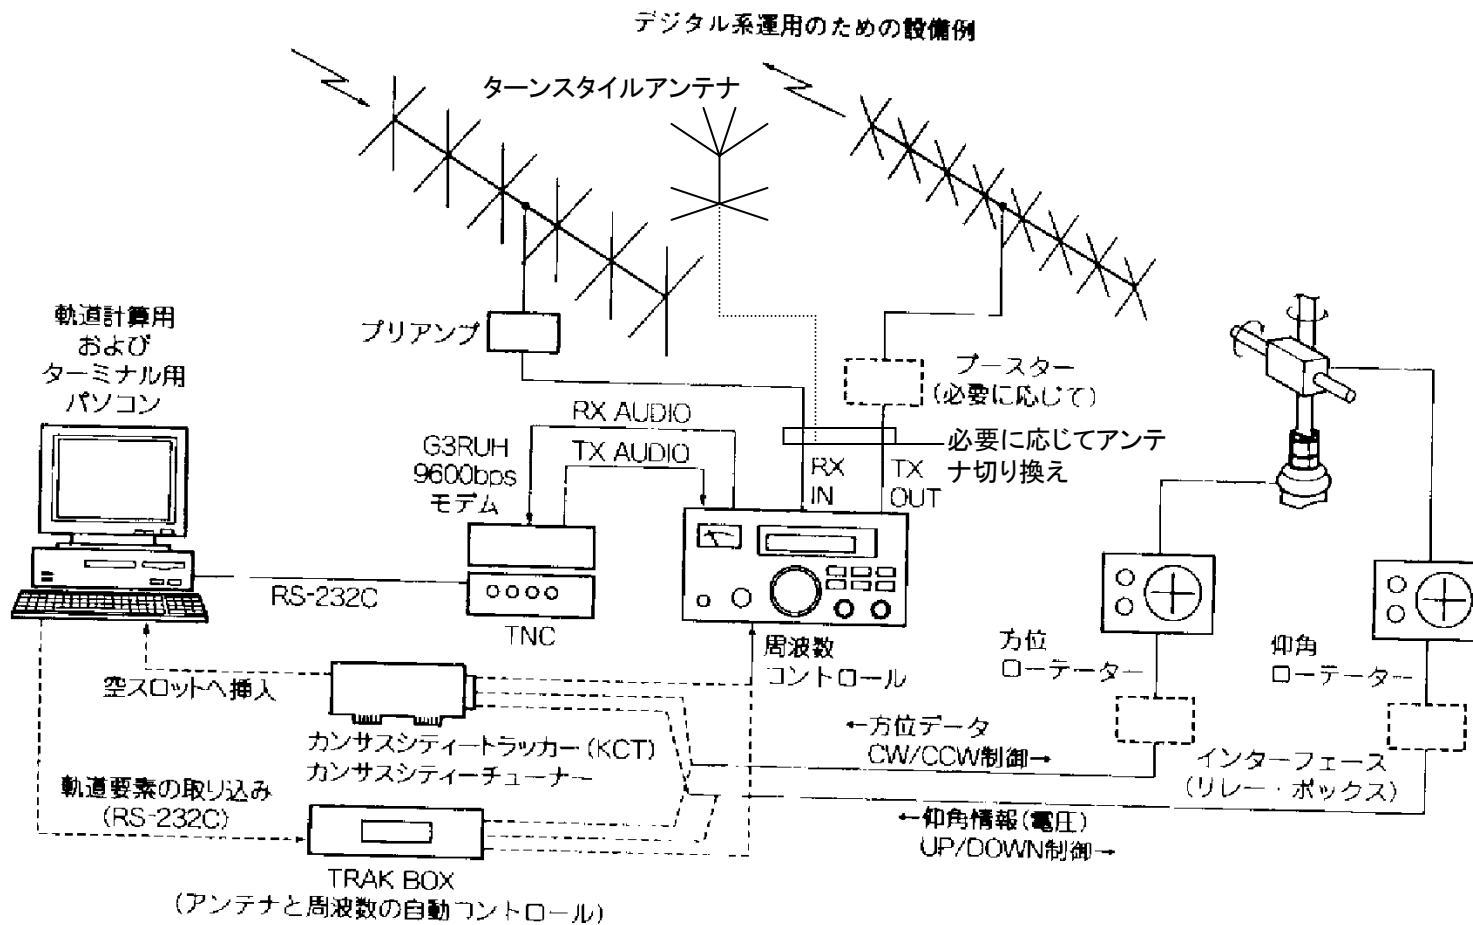 デジタル系運用のための設備例
ターンスタイルアンテナ
軌道計算用
および
ターミナル用
パソコン
プリアンプ
ブースター
(必要に応じて)
RX AUDIO
TX AUDIO
G3RUH
9600bps
モデム
RX
IN
TX
OUT
必要に応じてアンテ
ナ切り換え
RS-232C
TNC
周波数
コントロール
方位
ローテーター
仰角
ローテーター
空スロットへ挿入
カンサスシティートラッカー(KCT)
カンサスシティーチューナー
←方位データ
CW/CCW制御→
インターフェース
(リレー・ボックス)
軌道要素の取り込み
(RS-232C)
←仰角情報(電圧)
UP/DOWN制御→
TRAK BOX
(アンテナと周波数の自動コントロール)